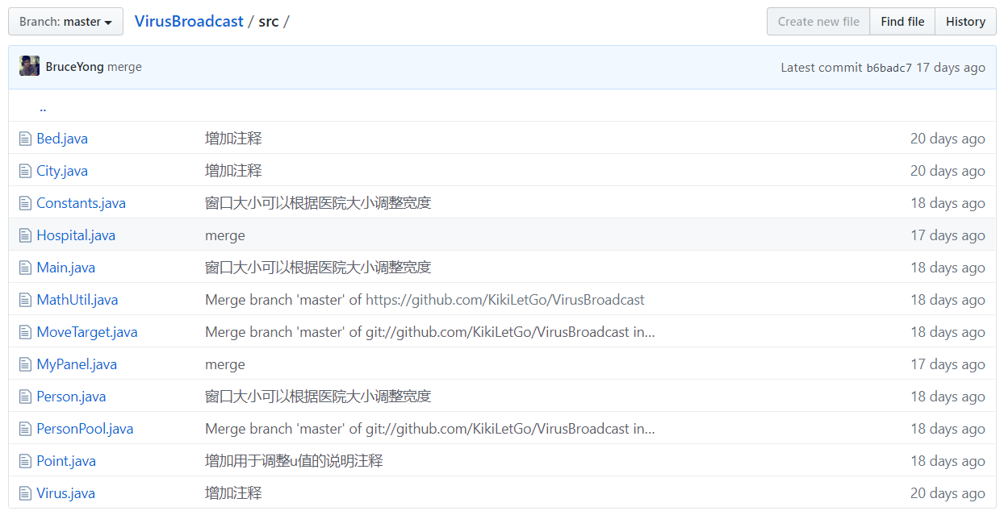 Branch: master VirusBroadcast / src / Create new file Find file History
BruceYong merge Latest commit b6badc7 17 days ago
..
Bed.java 增加注释 20 days ago
City.java 增加注释 20 days ago
Constants.java 窗口大小可以根据医院大小调整宽度 18 days ago
Hospital.java merge 17 days ago
Main.java 窗口大小可以根据医院大小调整宽度 18 days ago
MathUtil.java Merge branch 'master' of https://github.com/KikiLetGo/VirusBroadcast 18 days ago
MoveTarget.java Merge branch 'master' of git://github.com/KikiLetGo/VirusBroadcast in… 18 days ago
MyPanel.java merge 17 days ago
Person.java 窗口大小可以根据医院大小调整宽度 18 days ago
PersonPool.java Merge branch 'master' of git://github.com/KikiLetGo/VirusBroadcast in… 18 days ago
Point.java 增加用于调整u值的说明注释 18 days ago
Virus.java 增加注释 20 days ago